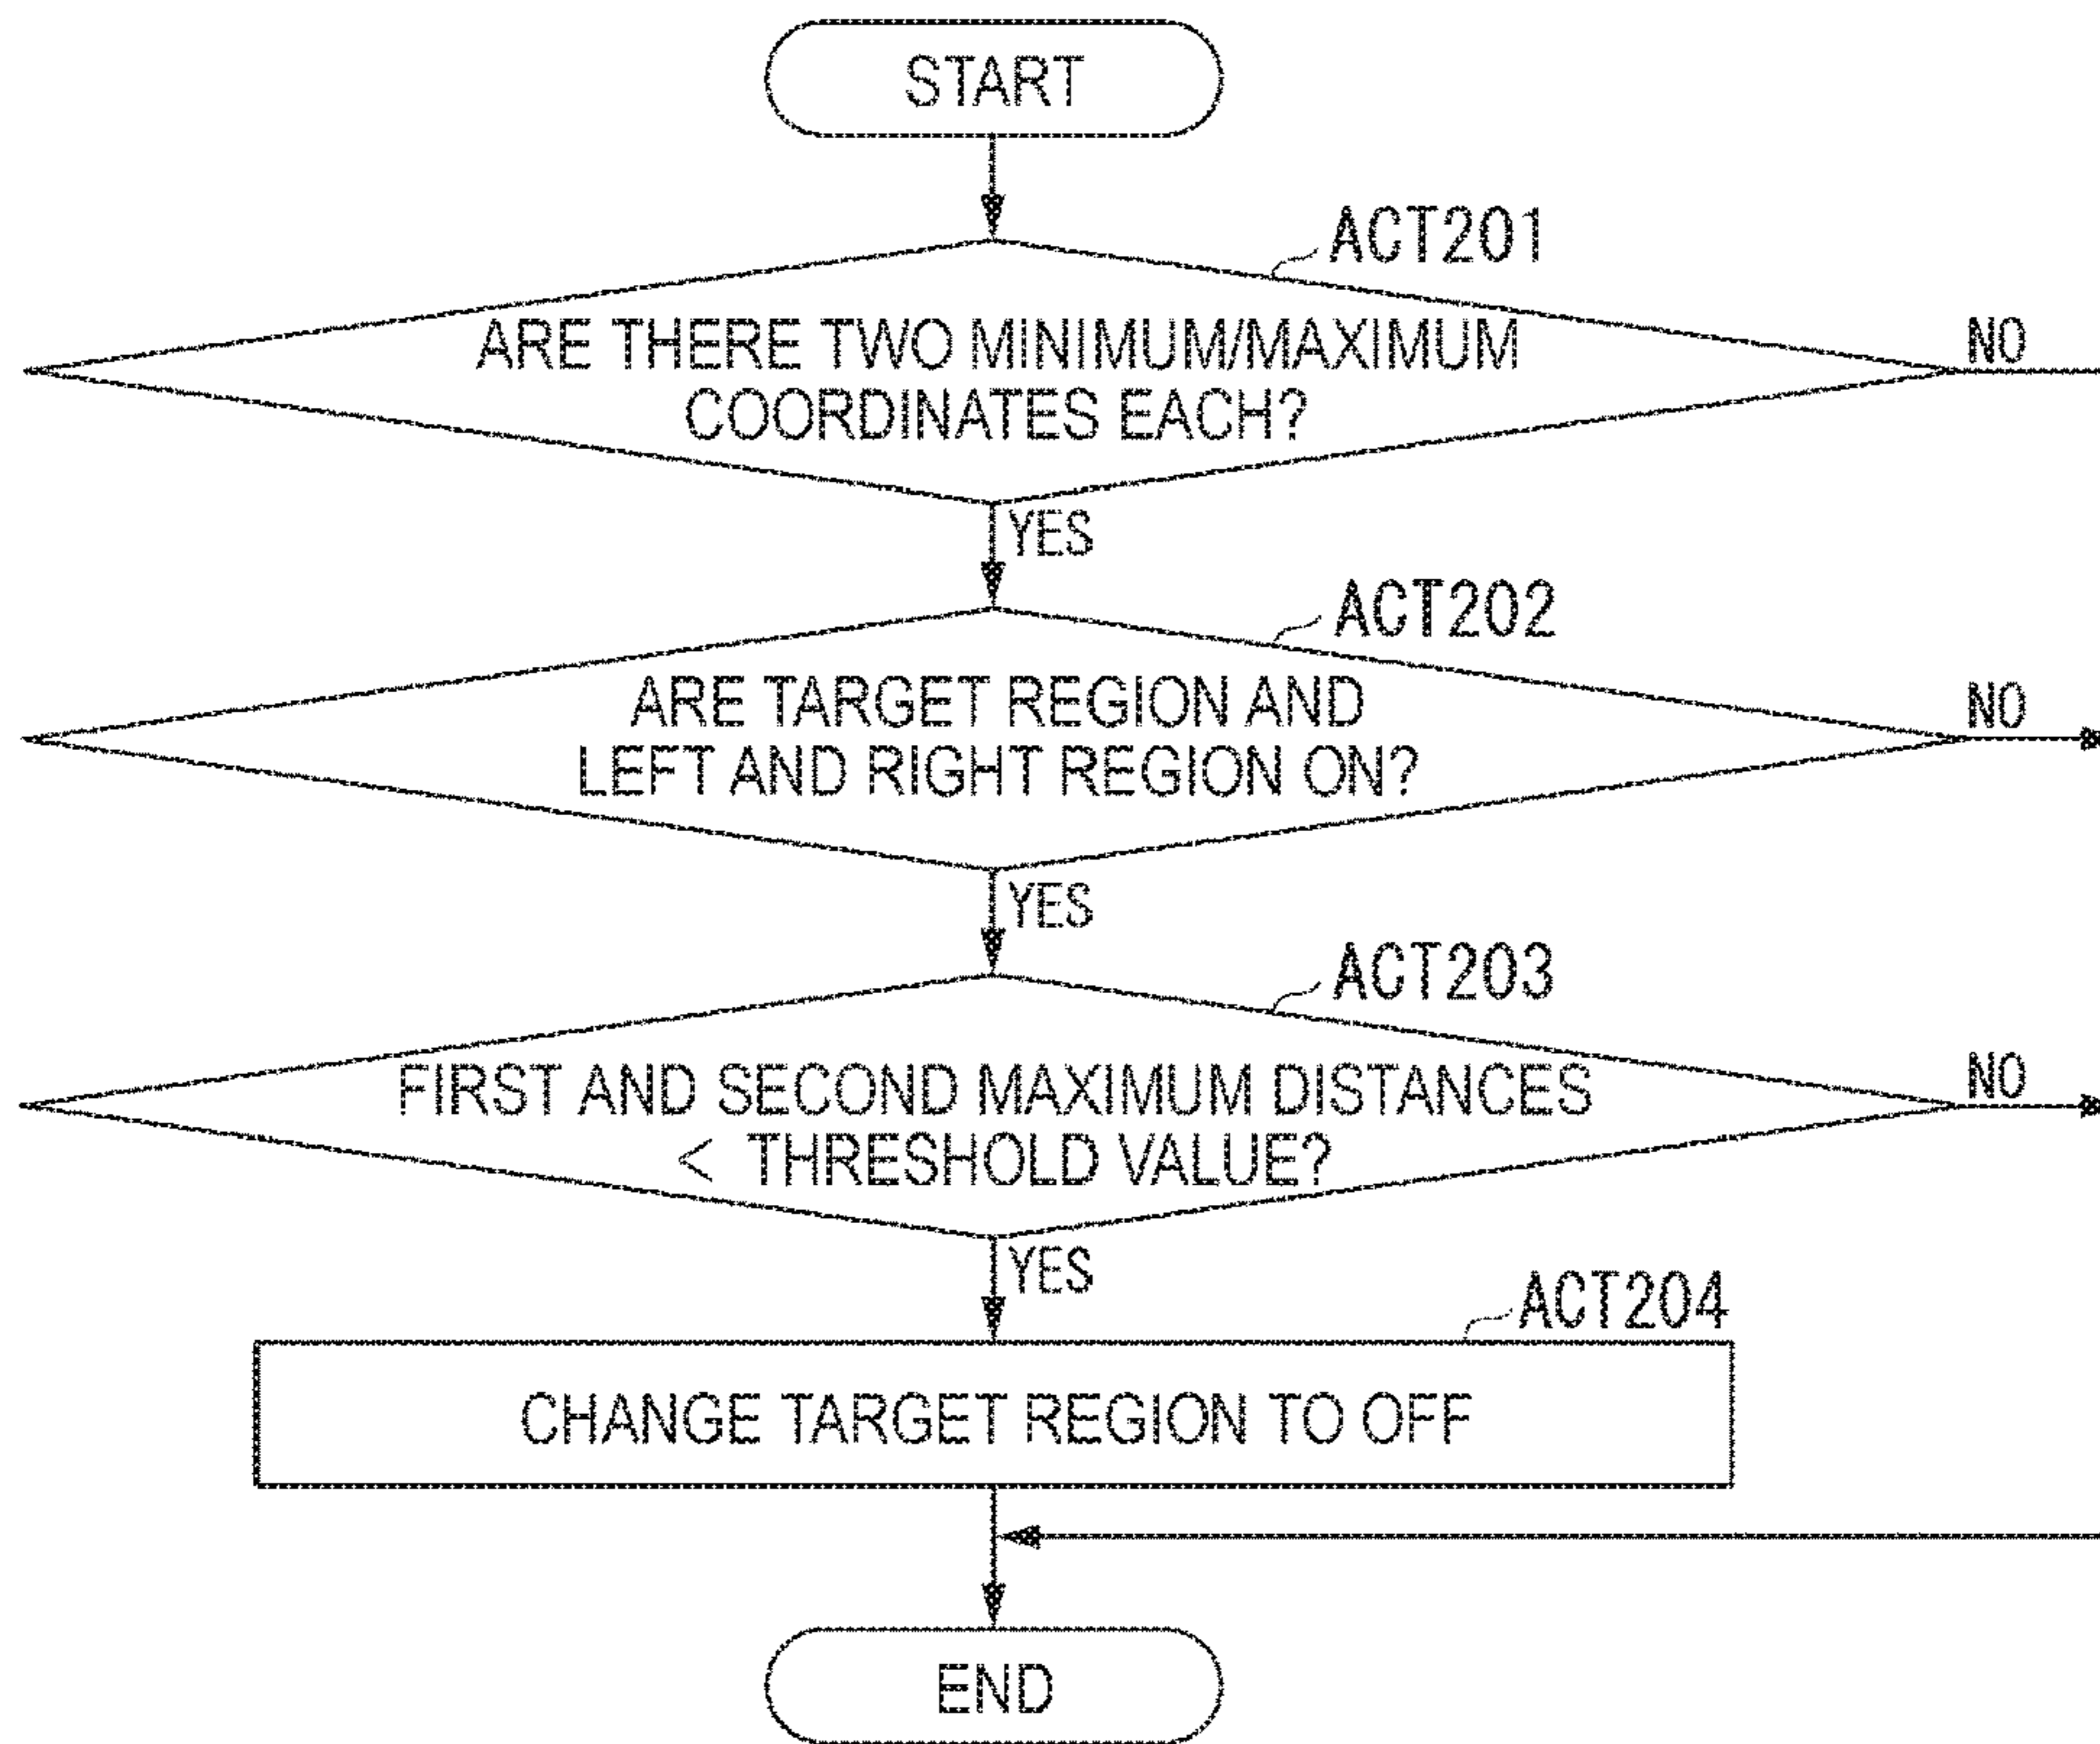 START
ACT201
ARE THERE TWO MINIMUM/MAXIMUM
COORDINATES EACH?
NO
YES
ACT202
ARE TARGET REGION AND
LEFT AND RIGHT REGION ON?
NO
YES
ACT203
FIRST AND SECOND MAXIMUM DISTANCES
< THRESHOLD VALUE?
NO
YES
ACT204
CHANGE TARGET REGION TO OFF
END